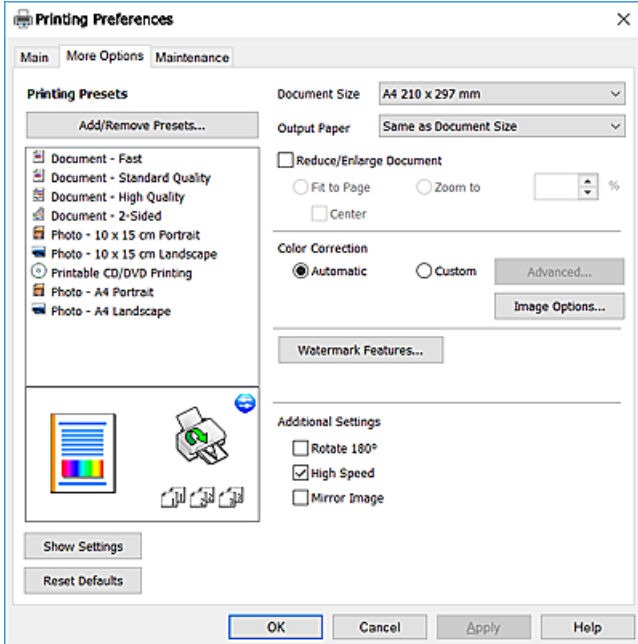 Printing Preferences
Main
More Options
Maintenance
Printing Presets
Add/Remove Presets...
Document - Fast
Document - Standard Quality
Document - High Quality
Document - 2-Sided
Photo - 10 x 15 cm Portrait
Photo - 10 x 15 cm Landscape
Printable CD/DVD Printing
Photo - A4 Portrait
Photo - A4 Landscape
Show Settings
Reset Defaults
Document Size
A4 210 x 297 mm
Output Paper
Same as Document Size
Reduce/Enlarge Document
Fit to Page
Zoom to
%
Center
Color Correction
Automatic
Custom
Advanced...
Image Options...
Watermark Features...
Additional Settings
Rotate 180°
High Speed
Mirror Image
OK
Cancel
Apply
Help